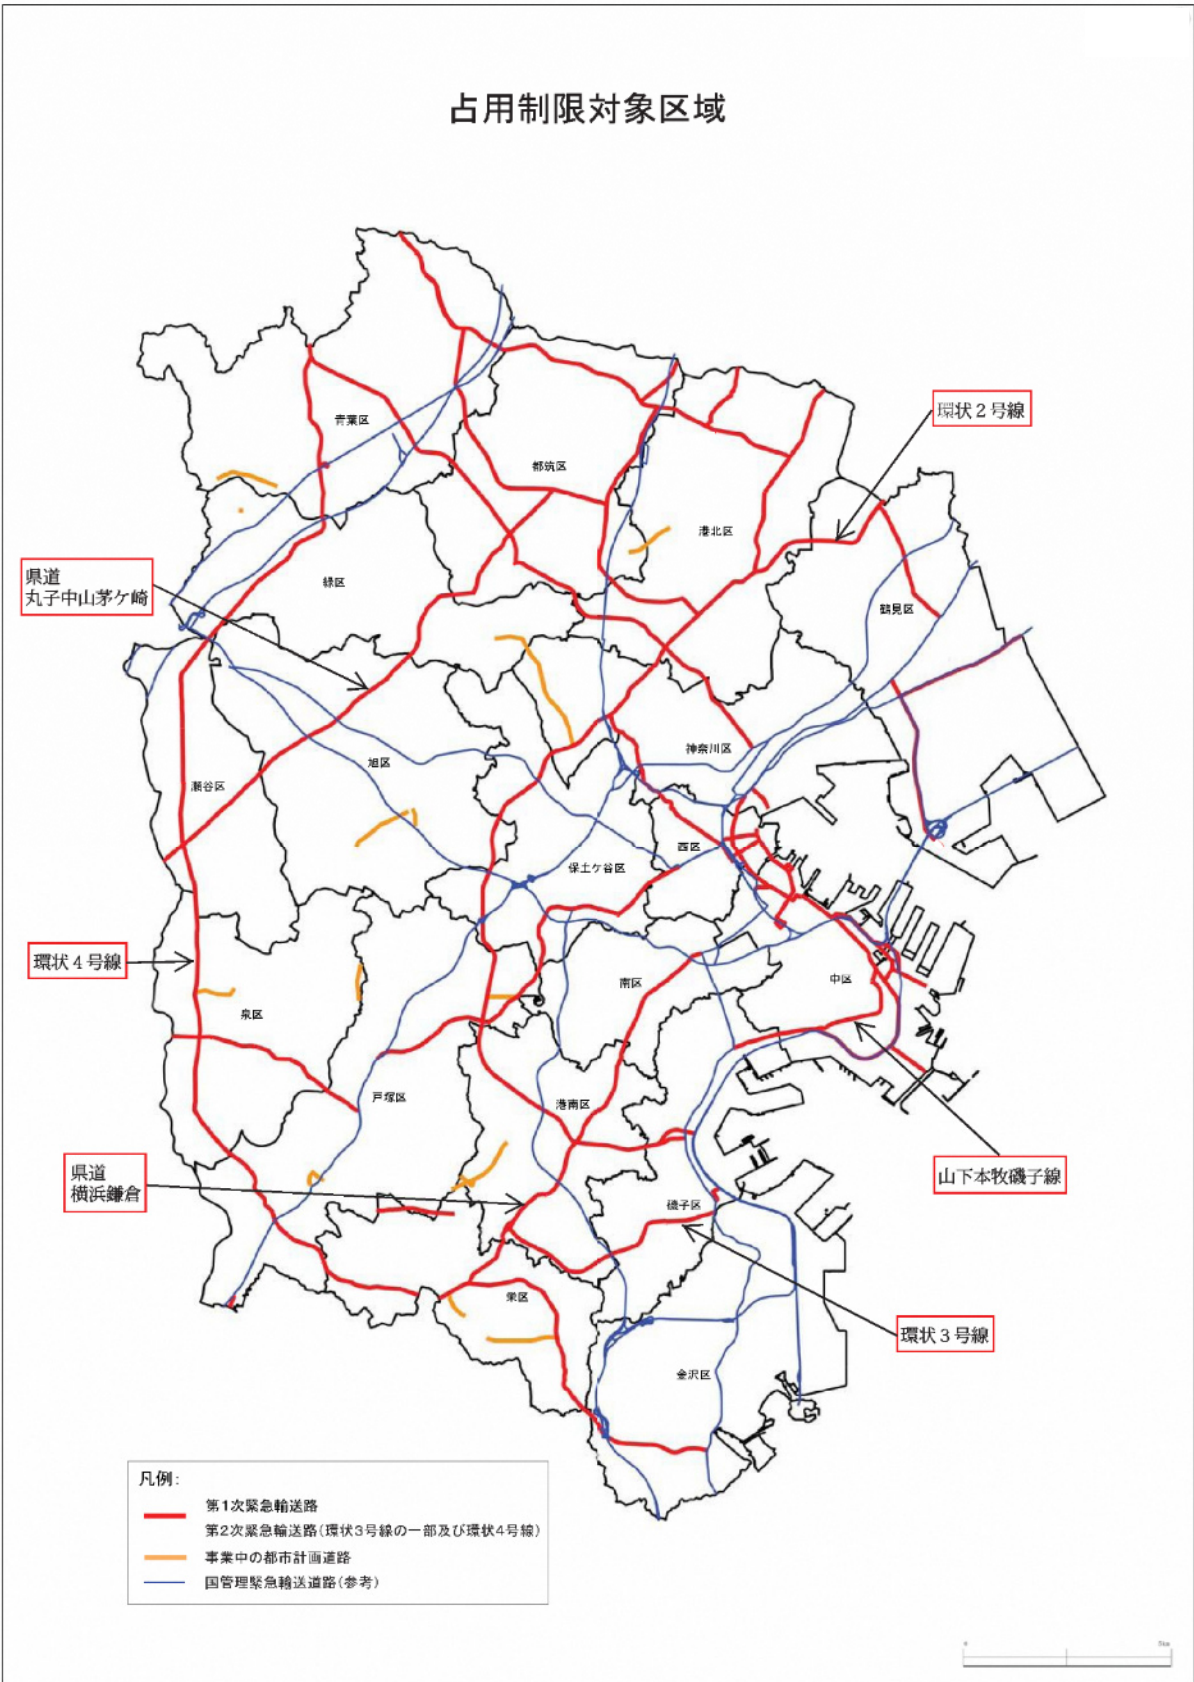 占用制限対象区域
環状２号線
青葉区
都筑区
港北区
県道
丸子中山茅ケ崎
緑区
鶴見区
神奈川区
旭区
瀬谷区
西区
保土ケ谷区
環状４号線
南区
中区
泉区
戸塚区
港南区
県道
横浜鎌倉
山下本牧磯子線
磯子区
栄区
環状３号線
金沢区
凡例：
第１次緊急輸送路
第２次緊急輸送路（環状３号線の一部及び環状４号線）
事業中の都市計画道路
国管理緊急輸送道路（参考）